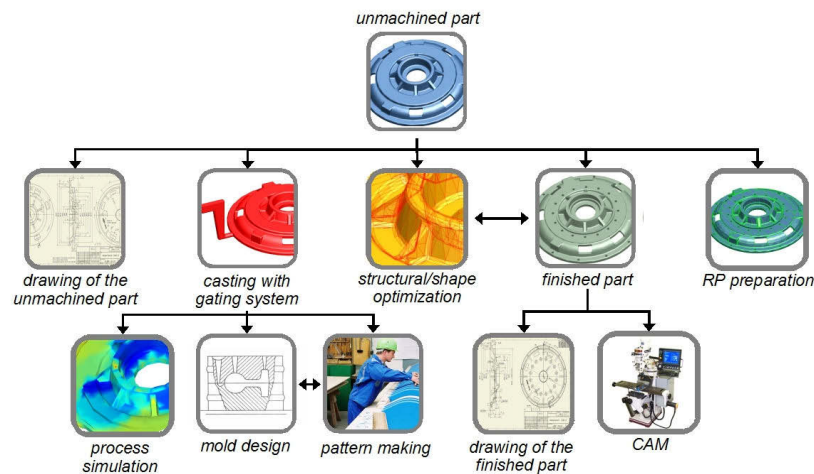 unmachined part
drawing of the
unmachined part
casting with
gating system
structural/shape
optimization
finished part
RP preparation
process
simulation
mold design
pattern making
drawing of the
finished part
CAM